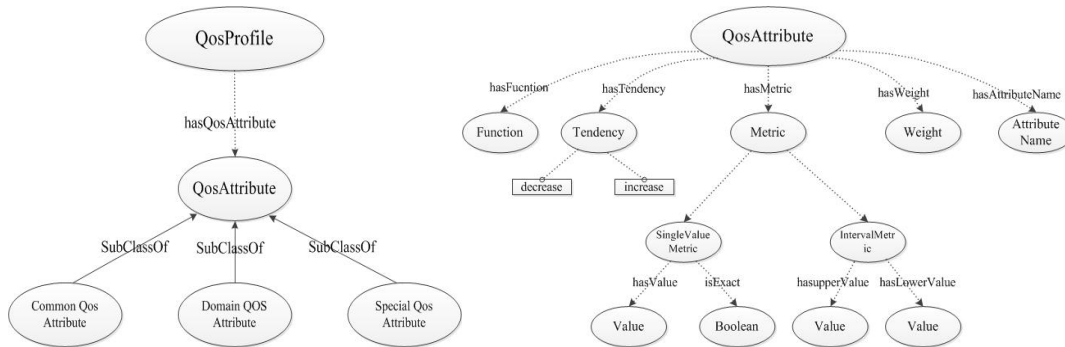 QosProfile
hasQosAttribute
QosAttribute
SubClassOf
SubClassOf
SubClassOf
Common Qos
Attribute
Domain QOS
Attribute
Special Qos
Attribute
QosAttribute
hasFucntion
hasTendency
hasMetric
hasWeight
hasAttributeName
Function
Tendency
Metric
Weight
Attribute
Name
decrease
increase
SingleValue
Metric
IntervalMetr
ic
hasValue
isExact
hasupperValue
hasLowerValue
Value
Boolean
Value
Value